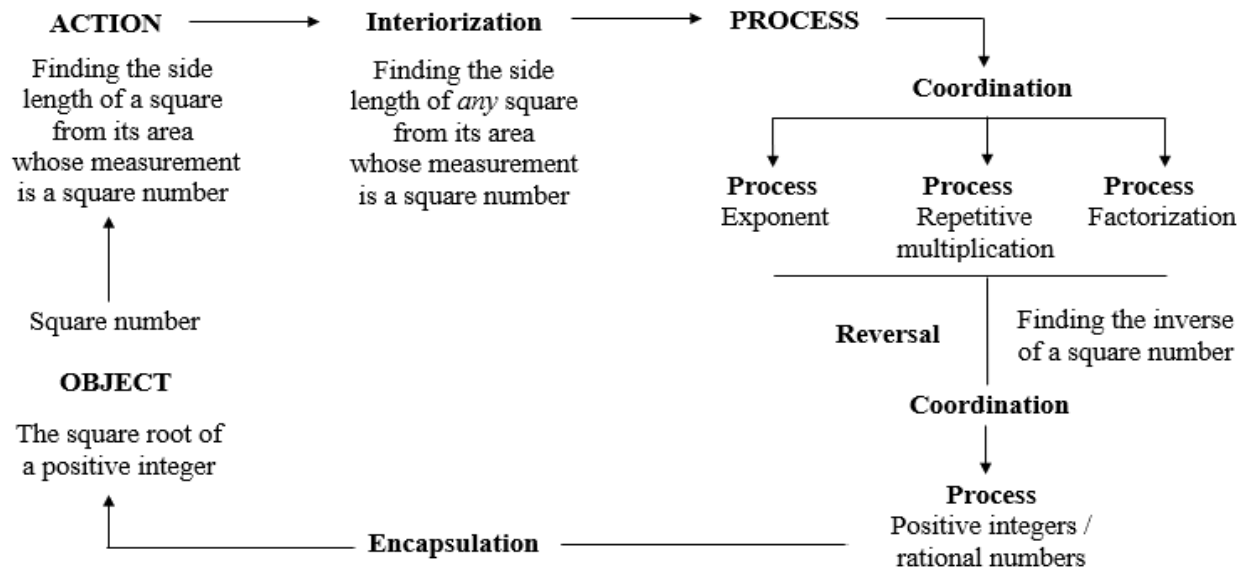 ACTION
Interiorization
PROCESS
Finding the side
length of a square
from its area
whose measurement
is a square number
Finding the side
length of any square
from its area
whose measurement
is a square number
Coordination
Process
Exponent
Process
Repetitive
multiplication
Process
Factorization
Square number
Reversal
Finding the inverse
of a square number
OBJECT
The square root of
a positive integer
Coordination
Process
Positive integers /
rational numbers
Encapsulation